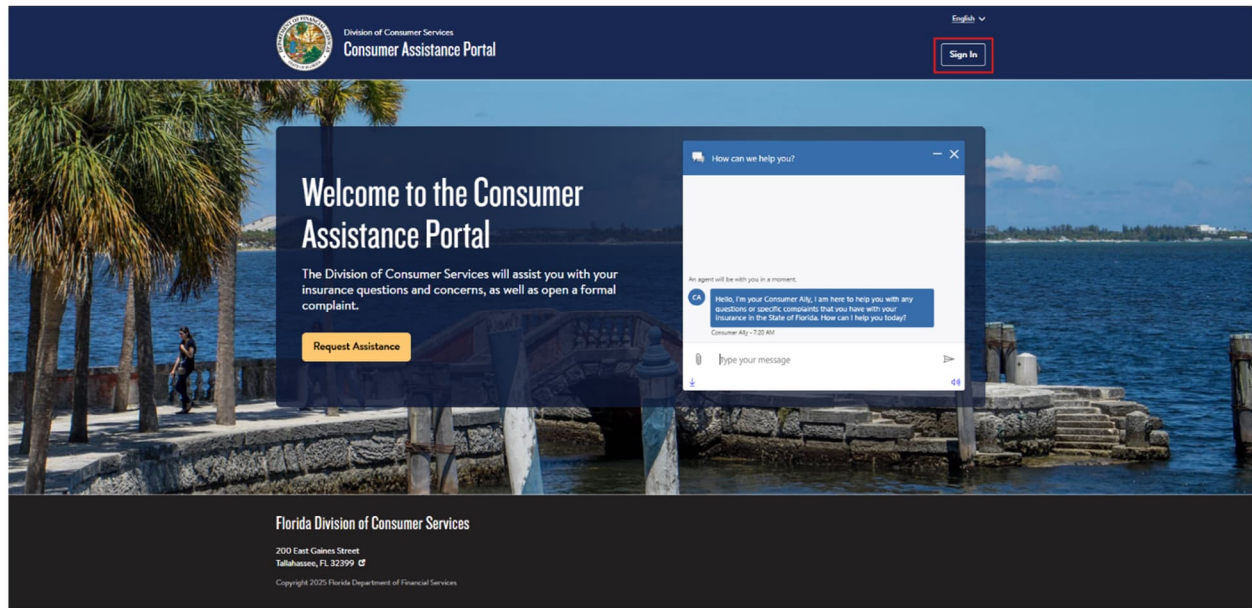 English
Division of Consumer Services
Consumer Assistance Portal
Sign In
Welcome to the Consumer
Assistance Portal
The Division of Consumer Services will assist you with your
insurance questions and concerns, as well as open a formal
complaint.
Request Assistance
How can we help you?
An agent will be with you in a moment.
CA
Hello, I'm your Consumer Ally, I am here to help you with any
questions or specific complaints that you have with your
insurance in the State of Florida. How can I help you today?
Consumer Ally - 7:20 AM
Type your message
Florida Division of Consumer Services
200 East Gaines Street
Tallahassee, FL 32399
Copyright 2025 Florida Department of Financial Services